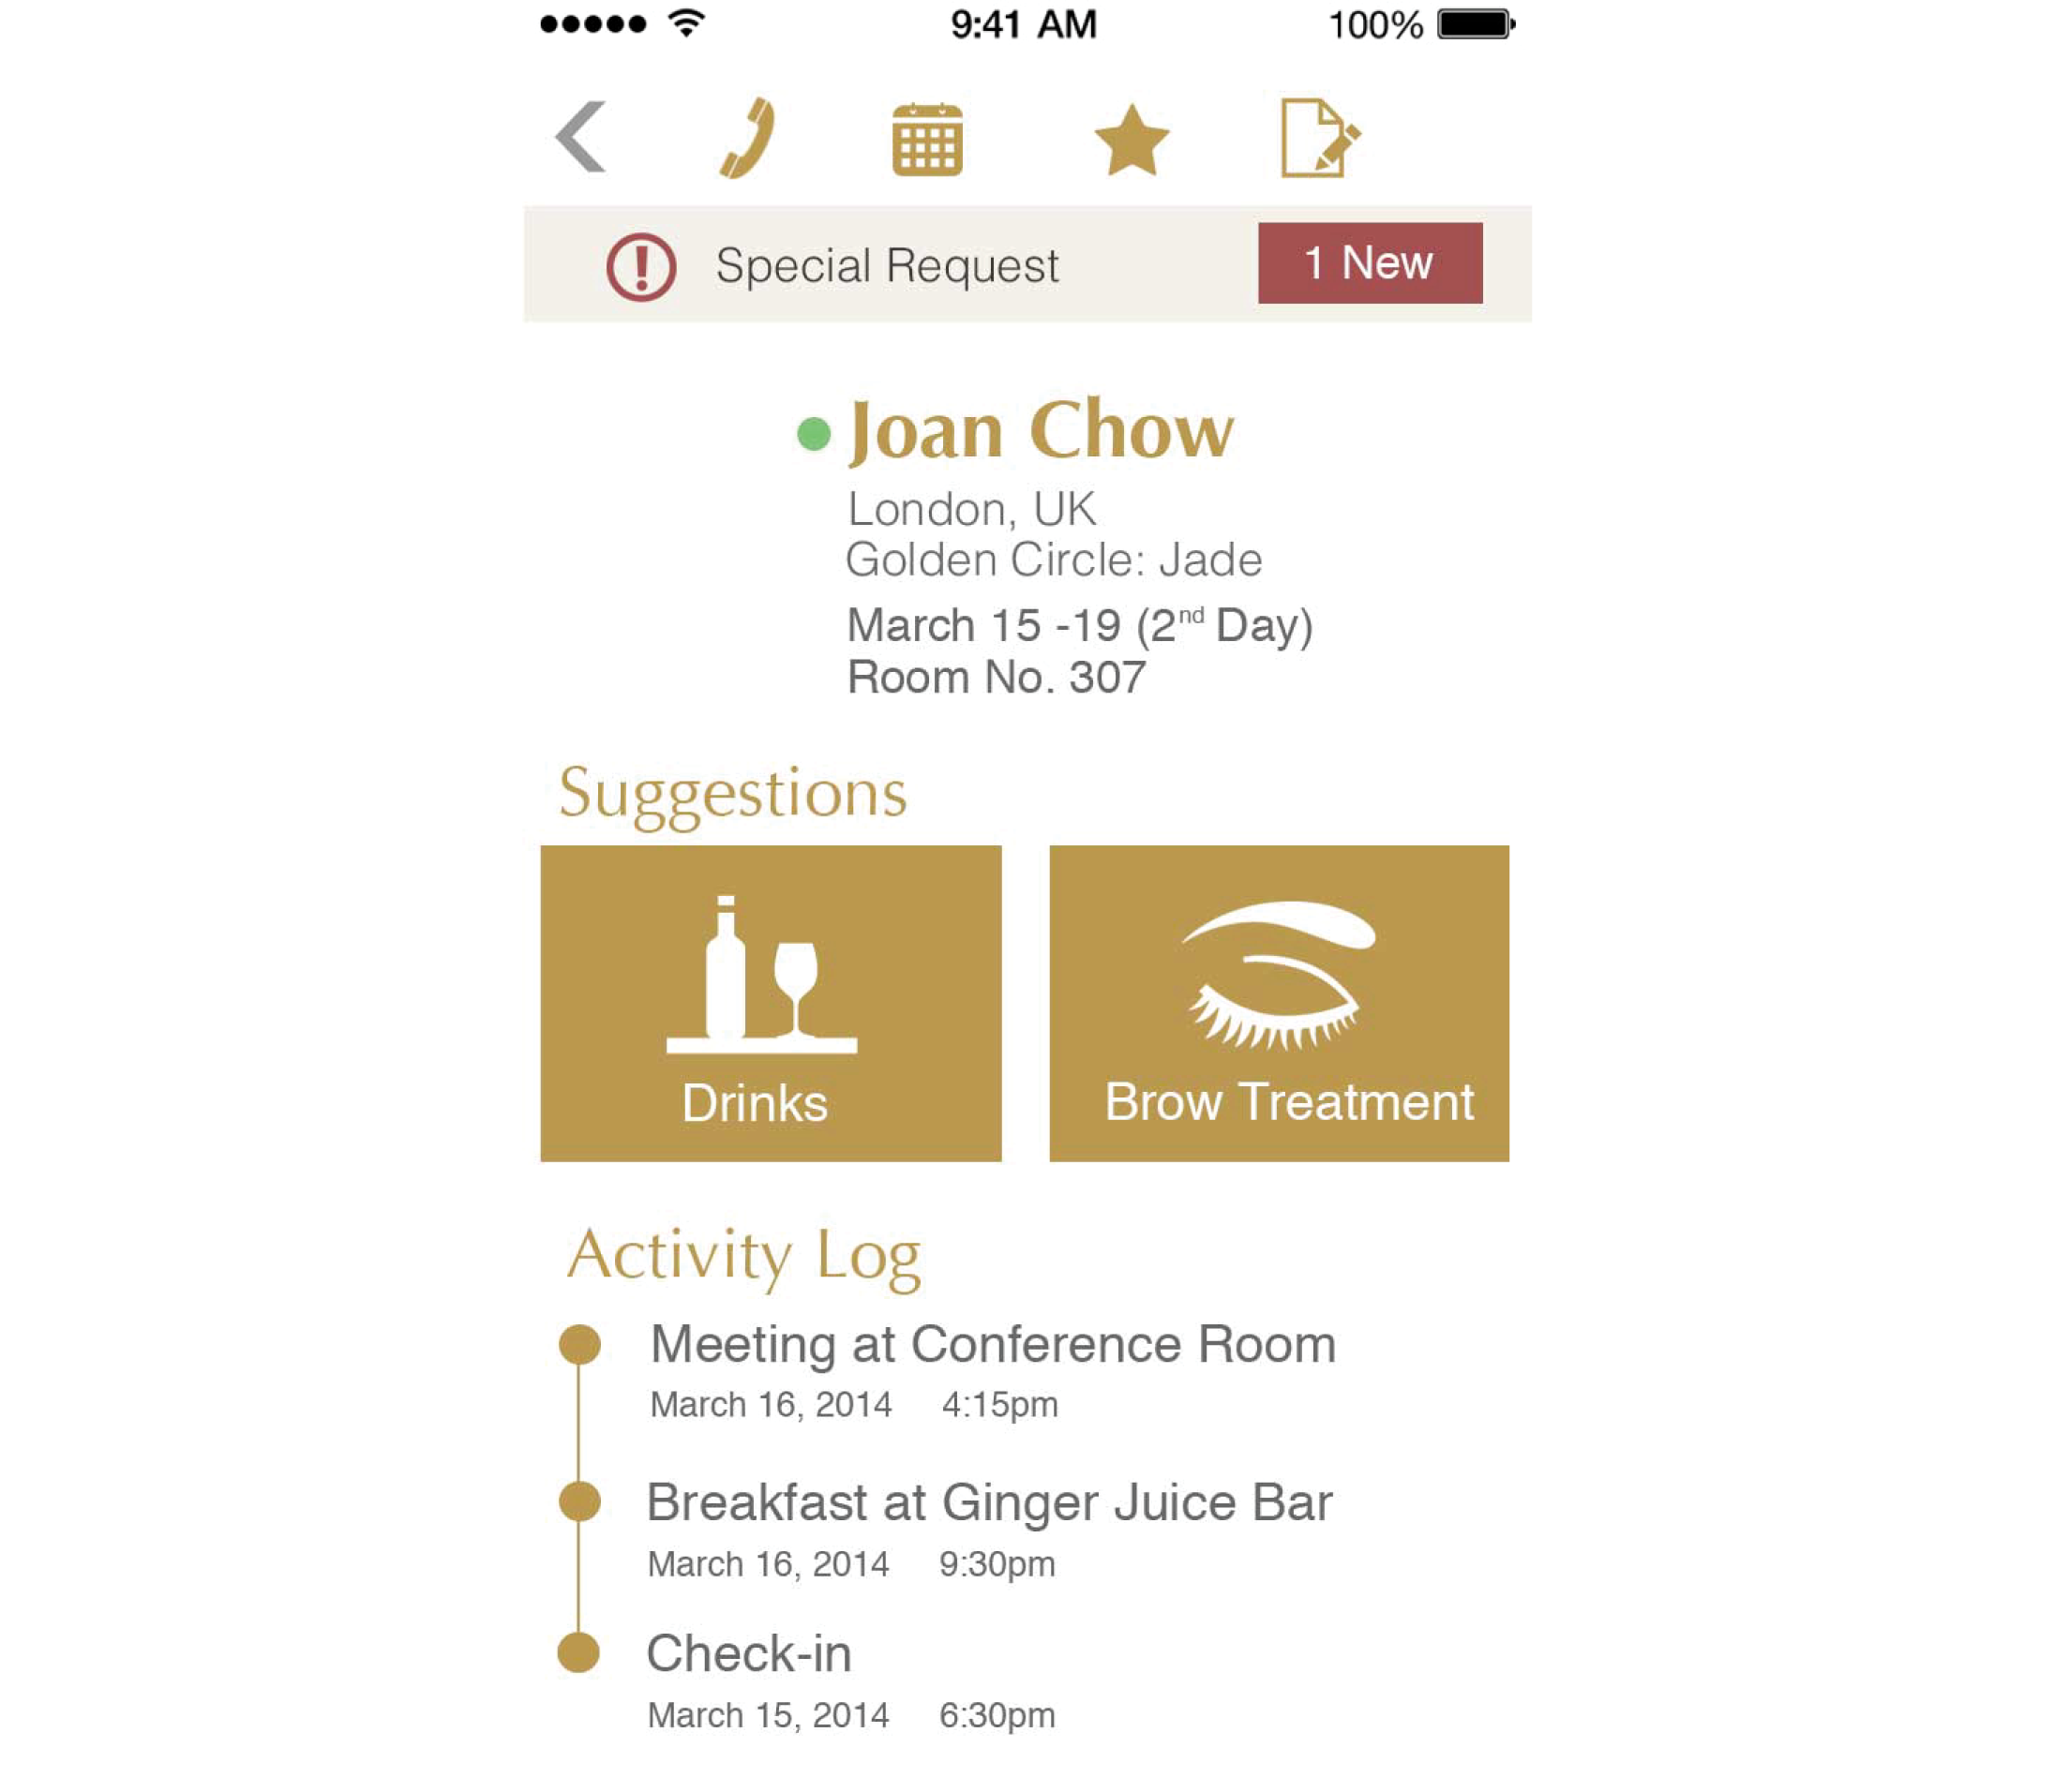 9:41 AM 100%
Special Request 1 New
Joan Chow
London, UK
Golden Circle: Jade
March 15 -19 (2nd Day)
Room No. 307
Suggestions
Drinks Brow Treatment
Activity Log
Meeting at Conference Room
March 16, 2014 4:15pm
Breakfast at Ginger Juice Bar
March 16, 2014 9:30pm
Check-in
March 15, 2014 6:30pm